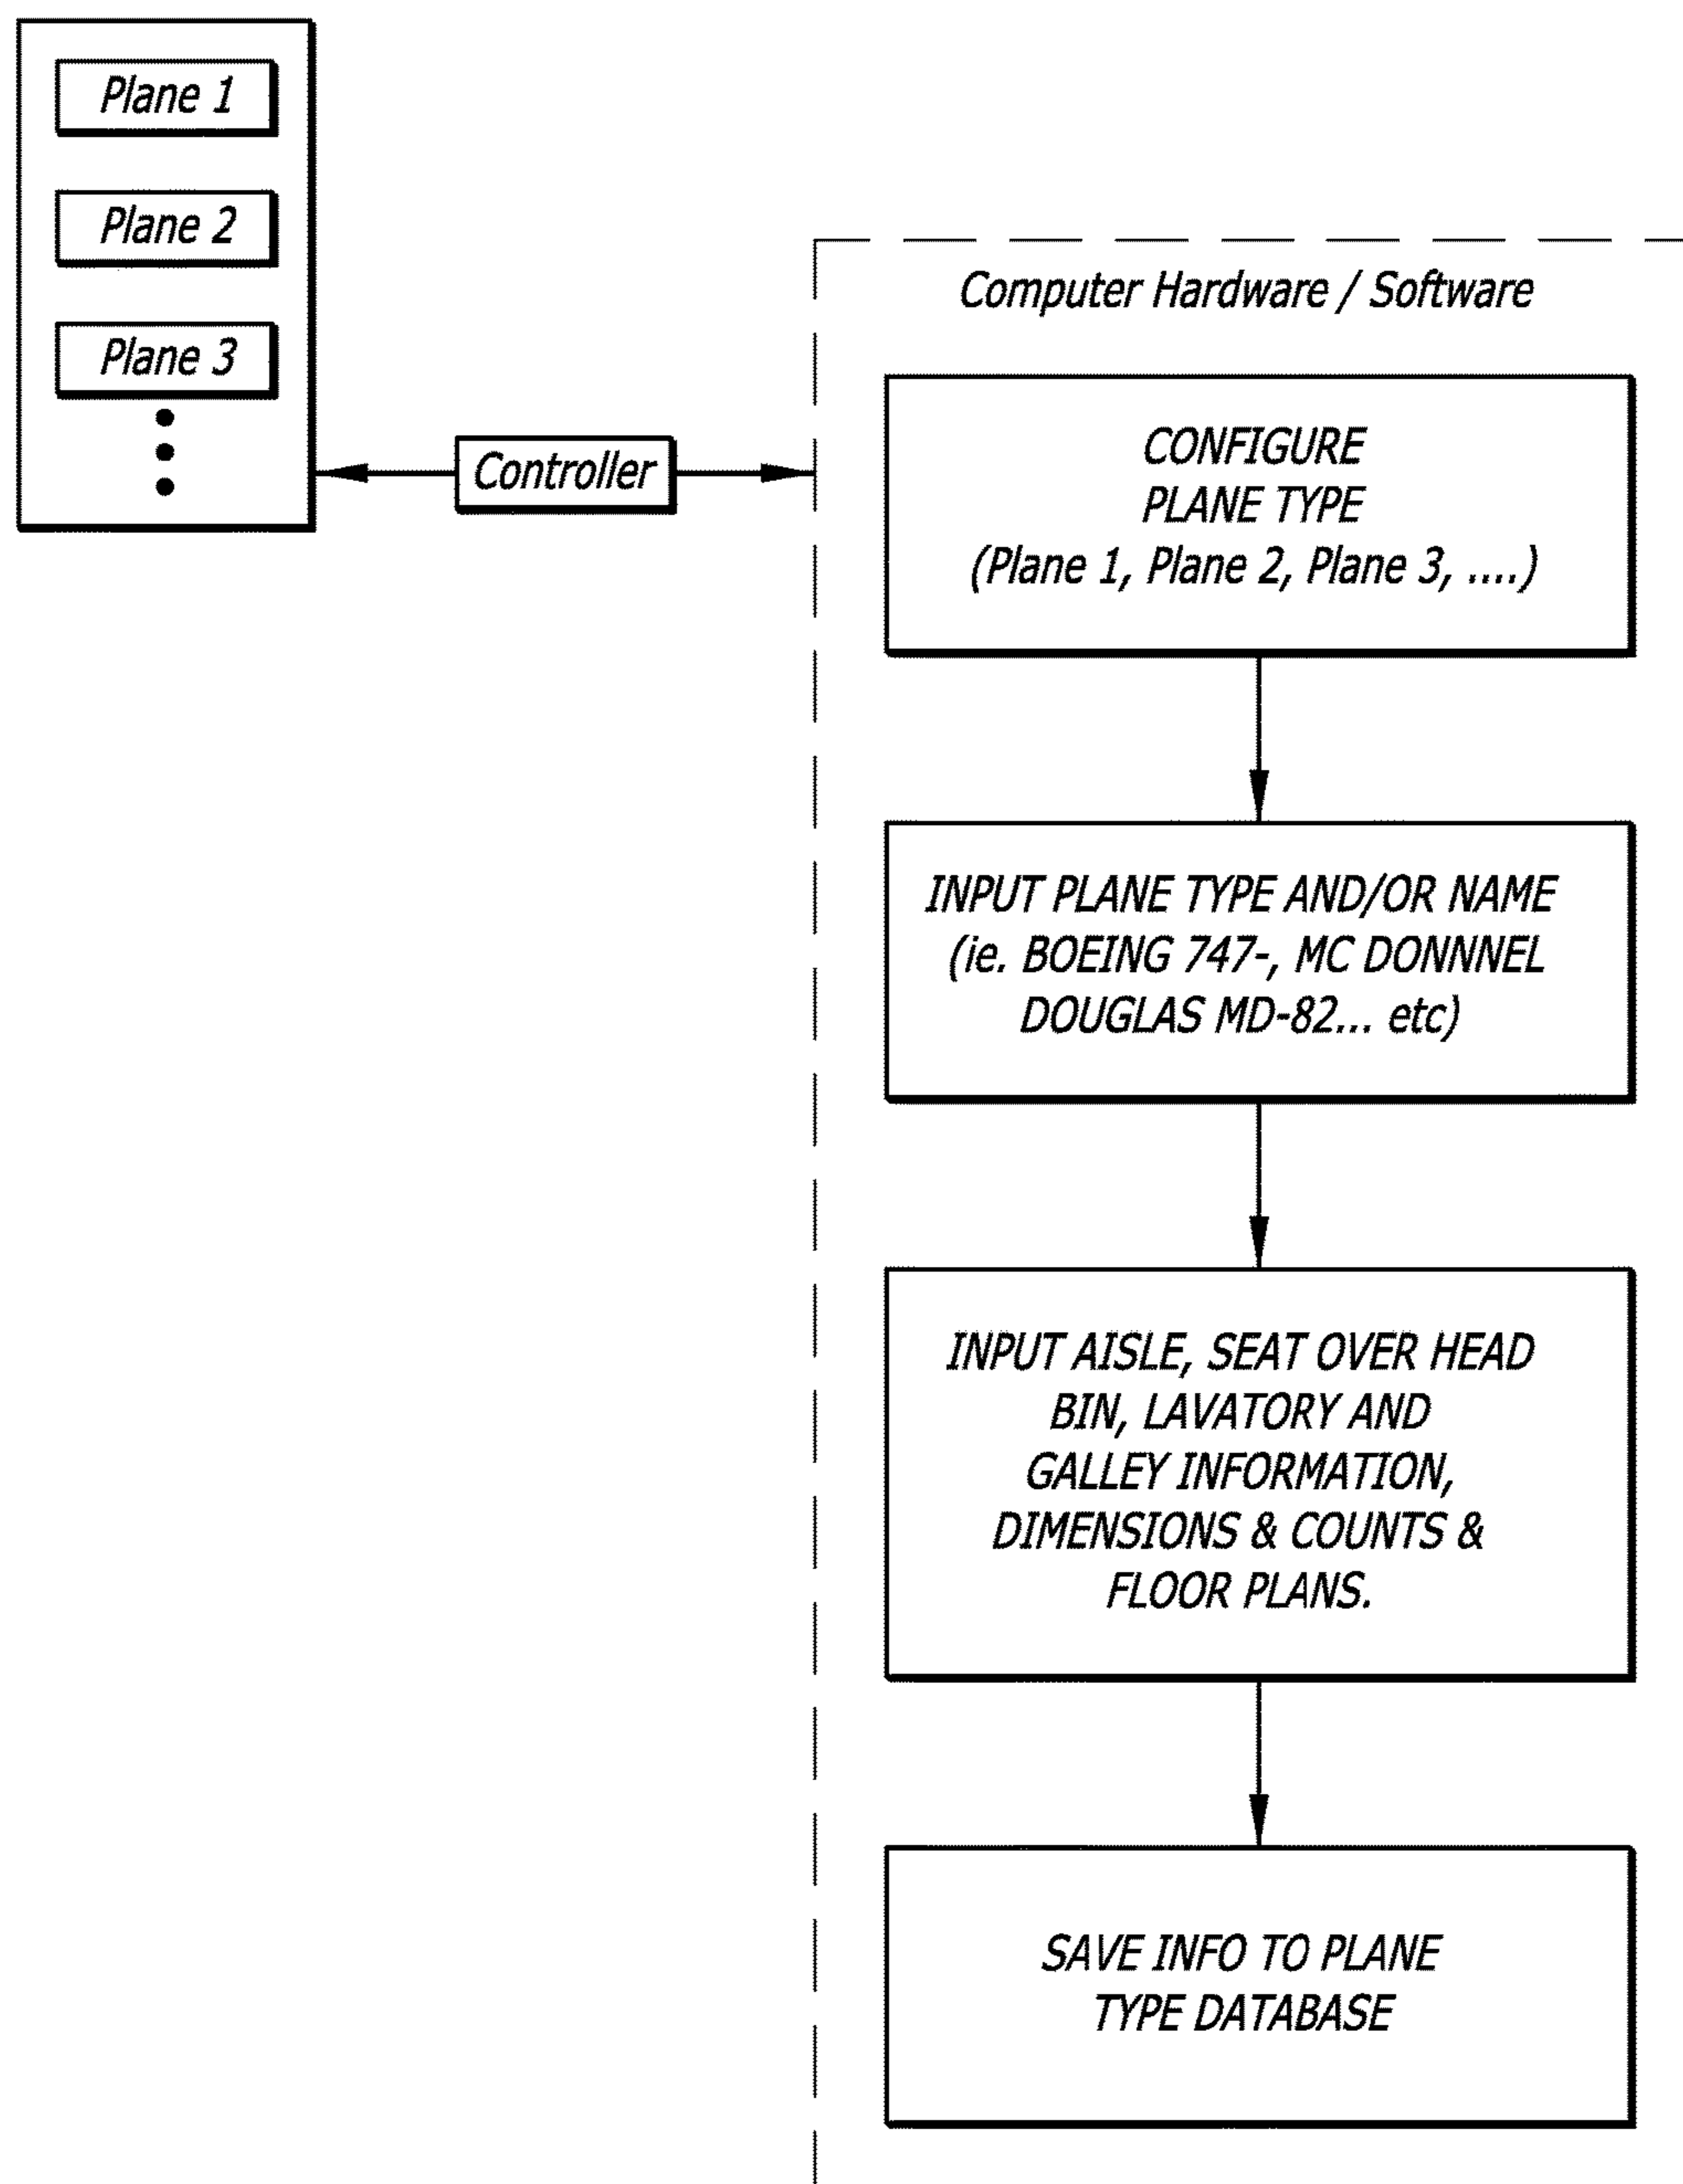 Plane 1
Plane 2
Plane 3
Controller
Computer Hardware / Software
CONFIGURE
PLANE TYPE
(Plane 1, Plane 2, Plane 3, ....)
INPUT PLANE TYPE AND/OR NAME
(ie. BOEING 747-, MC DONNNEL
DOUGLAS MD-82... etc)
INPUT AISLE, SEAT OVER HEAD
BIN, LAVATORY AND
GALLEY INFORMATION,
DIMENSIONS & COUNTS &
FLOOR PLANS.
SAVE INFO TO PLANE
TYPE DATABASE